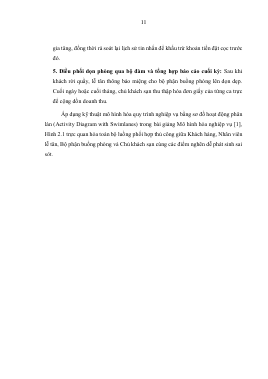 11
gia tăng, đồng thời rà soát lại lịch sử tin nhắn để khấu trừ khoản tiền đặt cọc trước
đó.
5. Điều phối dọn phòng qua bộ đàm và tổng hợp báo cáo cuối kỳ: Sau khi
khách rời quầy, lễ tân thông báo miệng cho bộ phận buồng phòng lên dọn dẹp.
Cuối ngày hoặc cuối tháng, chủ khách sạn thu thập hóa đơn giấy của từng ca trực
để cộng dồn doanh thu.
Áp dụng kỹ thuật mô hình hóa quy trình nghiệp vụ bằng sơ đồ hoạt động phân
làn (Activity Diagram with Swimlanes) trong bài giảng Mô hình hóa nghiệp vụ [1],
Hình 2.1 trực quan hóa toàn bộ luồng phối hợp thủ công giữa Khách hàng, Nhân viên
lễ tân, Bộ phận buồng phòng và Chủ khách sạn cùng các điểm nghẽn dễ phát sinh sai
sót.